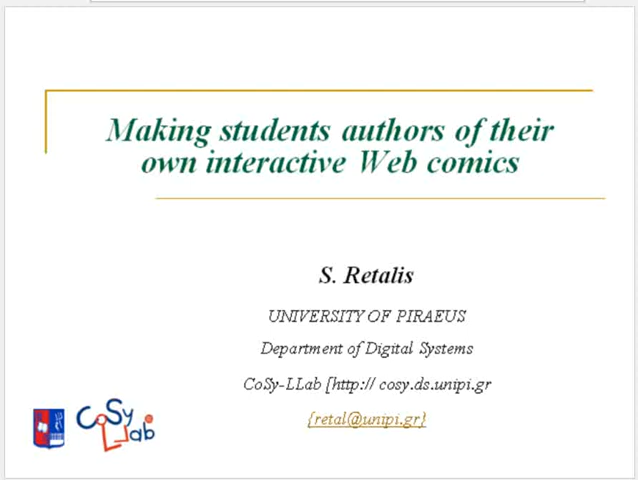 Making students authors of their
own interactive Web comics
S. Retalis
UNIVERSITY OF PIRAEUS
Department of Digital Systems
CoSy-LLab [http:// cosy.ds.unipi.gr
{retal@unipi.gr}
CoSy
LLab